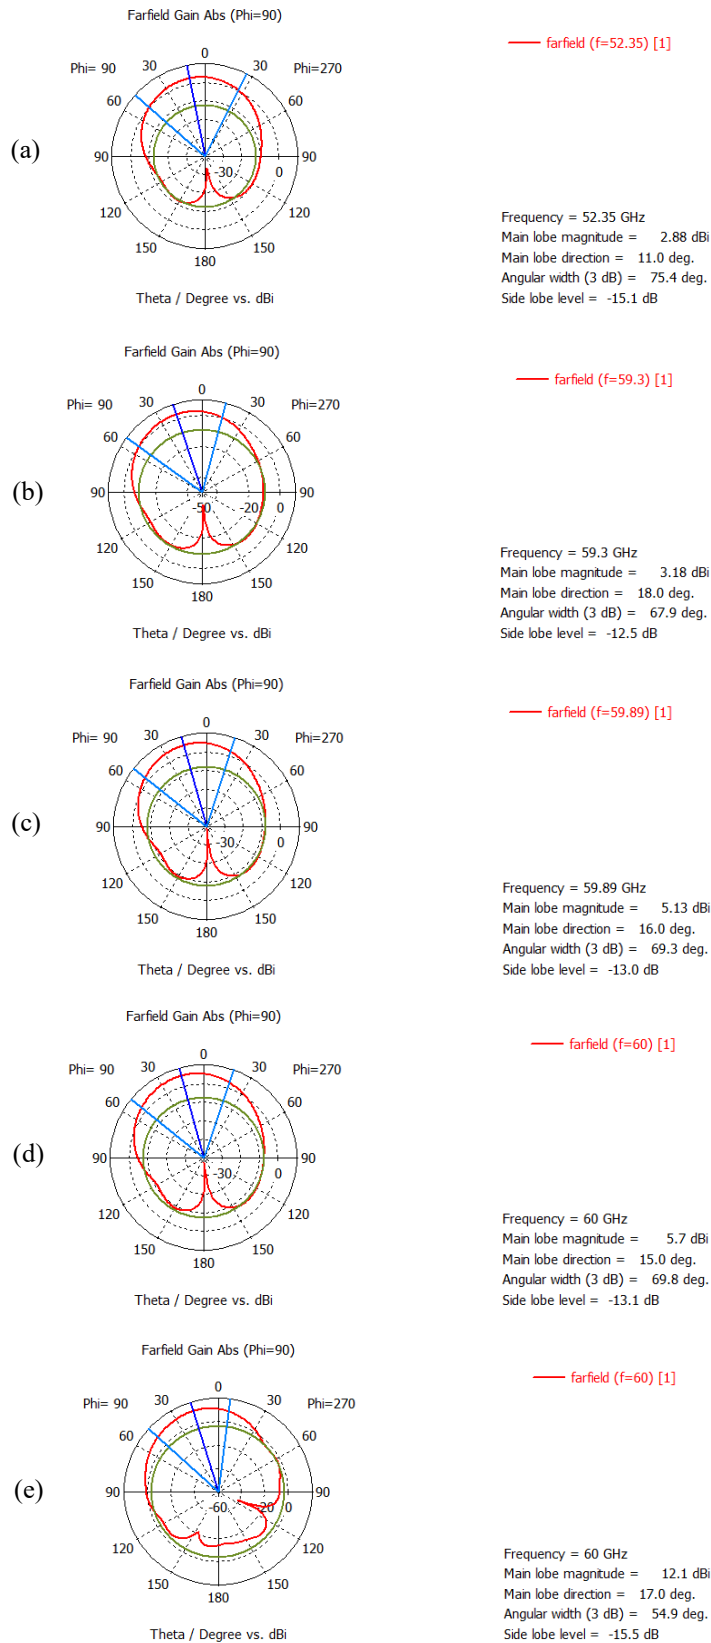 (a)
Farfield Gain Abs (Phi=90)
farfield (f=52.35) [1]
0
Phi= 90 30 30 Phi=270
60 60
90 -30 0 90
120 120
150 150
180
Theta / Degree vs. dBi
Frequency = 52.35 GHz
Main lobe magnitude = 2.88 dBi
Main lobe direction = 11.0 deg.
Angular width (3 dB) = 75.4 deg.
Side lobe level = -15.1 dB
(b)
Farfield Gain Abs (Phi=90)
farfield (f=59.3) [1]
0
Phi= 90 30 30 Phi=270
60 60
90 -50 -20 0 90
120 120
150 150
180
Theta / Degree vs. dBi
Frequency = 59.3 GHz
Main lobe magnitude = 3.18 dBi
Main lobe direction = 18.0 deg.
Angular width (3 dB) = 67.9 deg.
Side lobe level = -12.5 dB
(c)
Farfield Gain Abs (Phi=90)
farfield (f=59.89) [1]
0
Phi= 90 30 30 Phi=270
60 60
90 -30 0 90
120 120
150 150
180
Theta / Degree vs. dBi
Frequency = 59.89 GHz
Main lobe magnitude = 5.13 dBi
Main lobe direction = 16.0 deg.
Angular width (3 dB) = 69.3 deg.
Side lobe level = -13.0 dB
(d)
Farfield Gain Abs (Phi=90)
farfield (f=60) [1]
0
Phi= 90 30 30 Phi=270
60 60
90 -30 0 90
120 120
150 150
180
Theta / Degree vs. dBi
Frequency = 60 GHz
Main lobe magnitude = 5.7 dBi
Main lobe direction = 15.0 deg.
Angular width (3 dB) = 69.8 deg.
Side lobe level = -13.1 dB
(e)
Farfield Gain Abs (Phi=90)
farfield (f=60) [1]
0
Phi= 90 30 30 Phi=270
60 60
90 -60 -20 0 90
120 120
150 150
180
Theta / Degree vs. dBi
Frequency = 60 GHz
Main lobe magnitude = 12.1 dBi
Main lobe direction = 17.0 deg.
Angular width (3 dB) = 54.9 deg.
Side lobe level = -15.5 dB